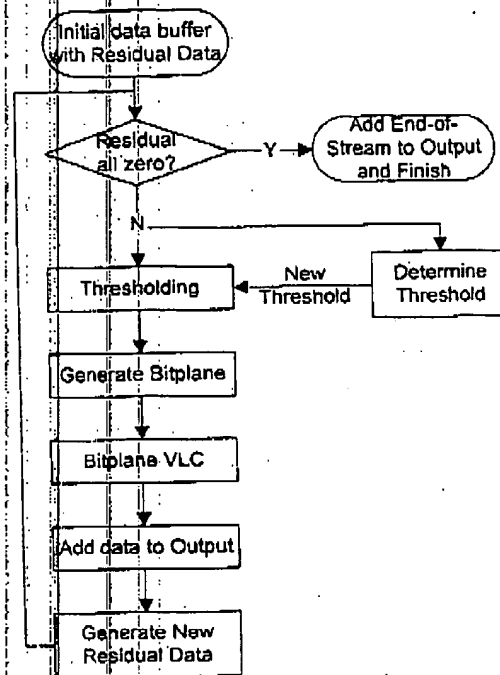 Initial data buffer
with Residual Data
Residual
all zero?
Y
Add End-of-
Stream to Output
and Finish
N
Thresholding
New
Threshold
Determine
Threshold
Generate Bitplane
Bitplane VLC
Add data to Output
Generate New
Residual Data